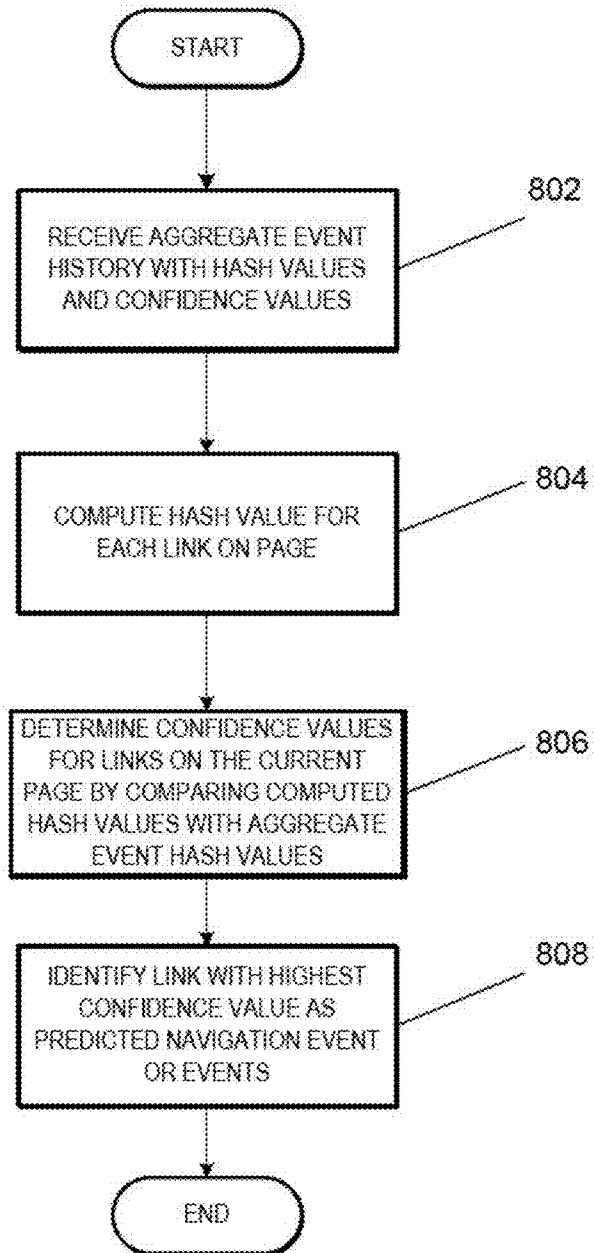 START
802
RECEIVE AGGREGATE EVENT
HISTORY WITH HASH VALUES
AND CONFIDENCE VALUES
804
COMPUTE HASH VALUE FOR
EACH LINK ON PAGE
806
DETERMINE CONFIDENCE VALUES
FOR LINKS ON THE CURRENT
PAGE BY COMPARING COMPUTED
HASH VALUES WITH AGGREGATE
EVENT HASH VALUES
808
IDENTIFY LINK WITH HIGHEST
CONFIDENCE VALUE AS
PREDICTED NAVIGATION EVENT
OR EVENTS
END